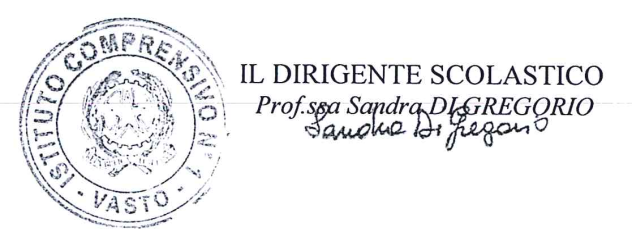 ISTITUTO COMPRENSIVO N° 1 - VASTO -
IL DIRIGENTE SCOLASTICO
Prof.ssa Sandra DI GREGORIO
Sandra Di Gregorio